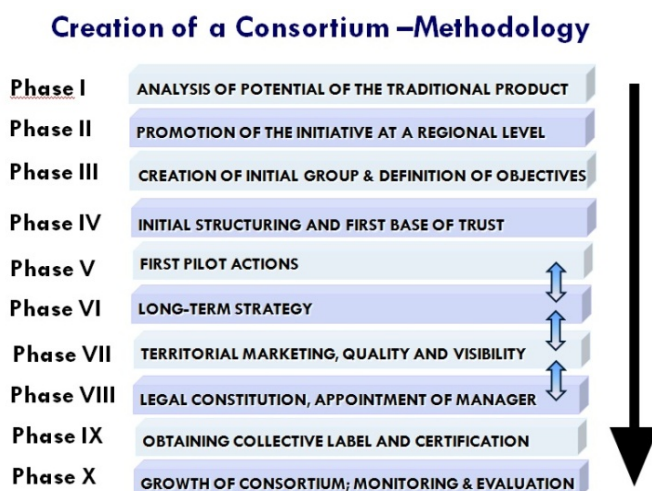 Creation of a Consortium –Methodology
Phase I ANALYSIS OF POTENTIAL OF THE TRADITIONAL PRODUCT
Phase II PROMOTION OF THE INITIATIVE AT A REGIONAL LEVEL
Phase III CREATION OF INITIAL GROUP & DEFINITION OF OBJECTIVES
Phase IV INITIAL STRUCTURING AND FIRST BASE OF TRUST
Phase V FIRST PILOT ACTIONS
Phase VI LONG-TERM STRATEGY
Phase VII TERRITORIAL MARKETING, QUALITY AND VISIBILITY
Phase VIII LEGAL CONSTITUTION, APPOINTMENT OF MANAGER
Phase IX OBTAINING COLLECTIVE LABEL AND CERTIFICATION
Phase X GROWTH OF CONSORTIUM; MONITORING & EVALUATION